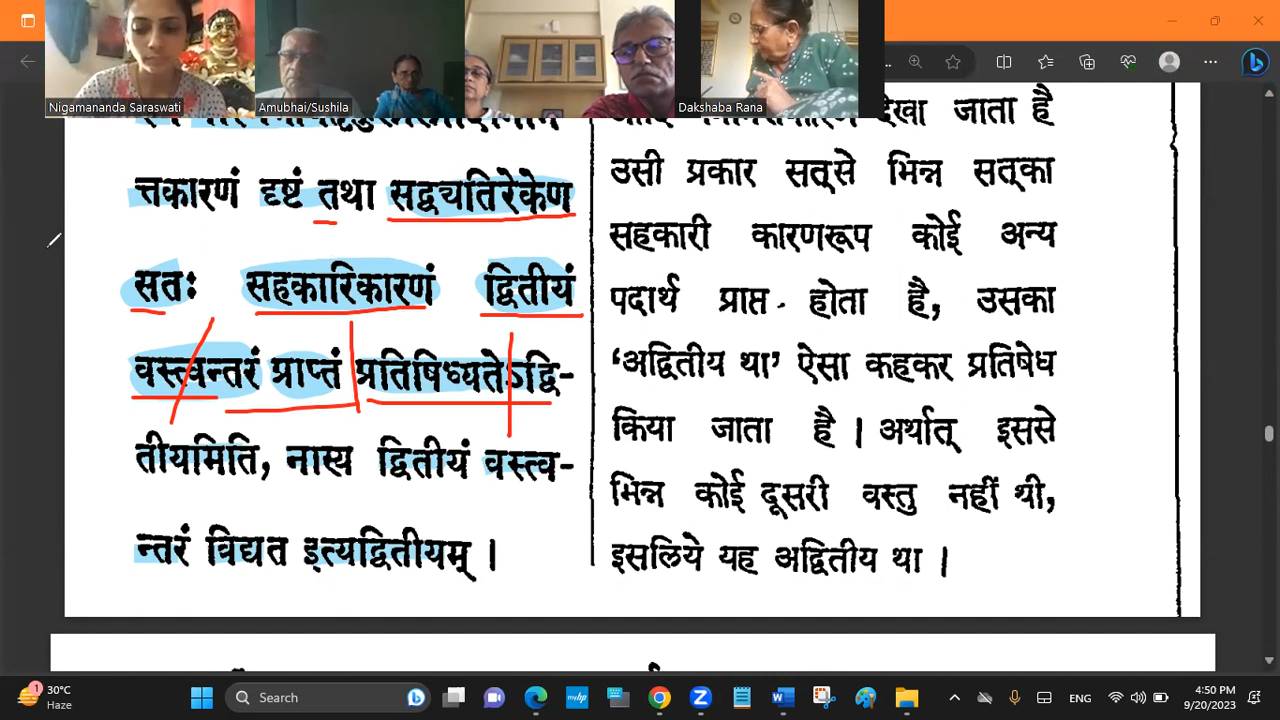 Nigamananda Saraswati
Amubhai/Sushila
Dakshaba Rana
त्तकारणं दृष्टं तथा सद्व्यतिरेकेण
सतः सहकारिकारणं द्वितीयं
वस्त्वन्तरं प्राप्तं प्रतिषिध्यतेऽद्वि-
तीयमिति, नास्य द्वितीयं वस्त्व-
न्तरं विद्यत इत्यद्वितीयम् ।
देखा जाता है
उसी प्रकार सत्से भिन्न सत्का
सहकारी कारणरूप कोई अन्य
पदार्थ प्राप्त होता है, उसका
‘अद्वितीय था’ ऐसा कहकर प्रतिषेध
किया जाता है । अर्थात् इससे
भिन्न कोई दूसरी वस्तु नहीं थी,
इसलिये यह अद्वितीय था ।
1
30°C
Haze
Search
ENG
4:50 PM
9/20/2023